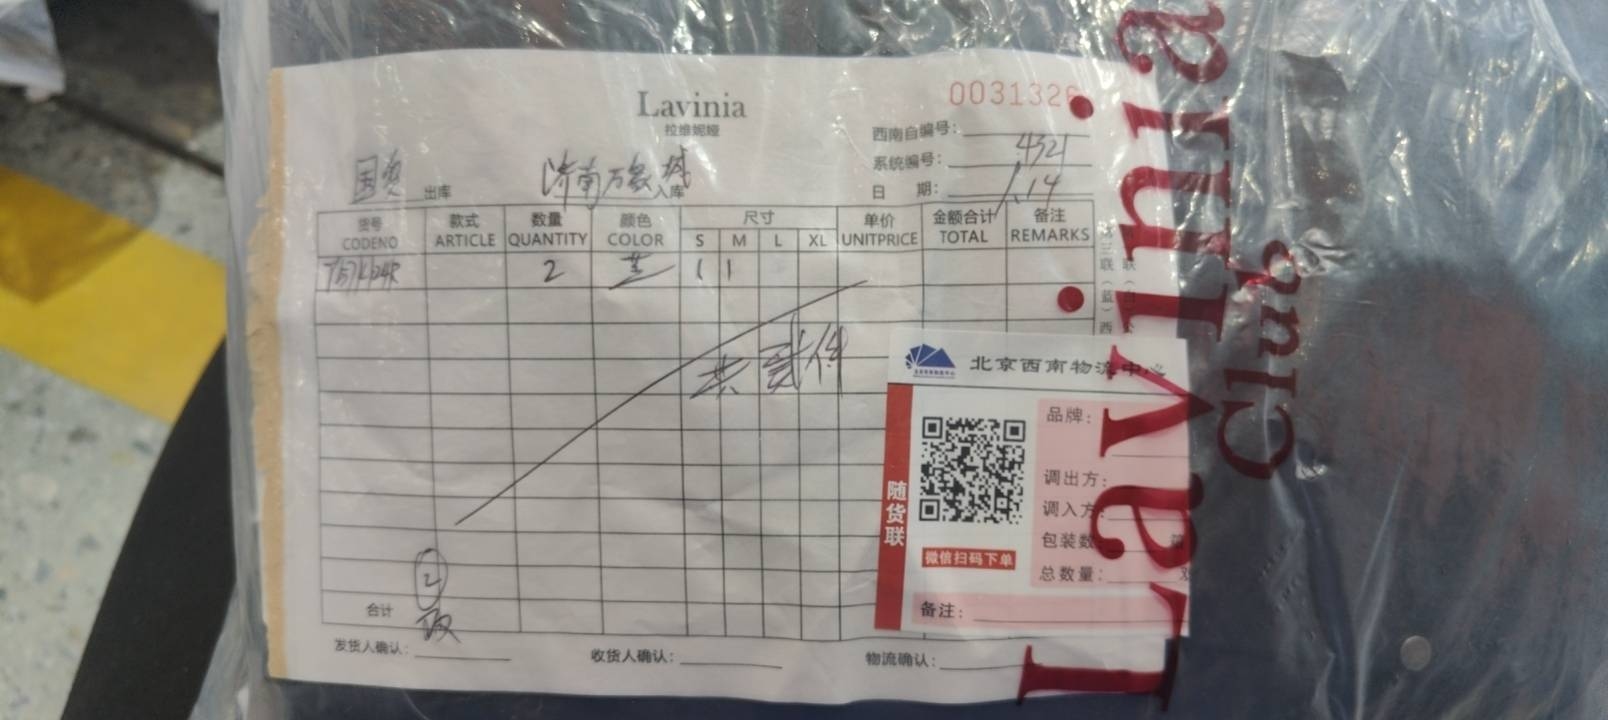 Lavinia
拉维妮娅
0031326
西南自编号:
系统编号: 4321
日 期: 1.14
出库 济南万象城 入库
货号 款式 数量 颜色 尺寸 单价 金额合计 备注
CODENO ARTICLE QUANTITY COLOR S M L XL UNITPRICE TOTAL REMARKS
2 兰 1 1
共贰件
2
合计
发货人确认: 收货人确认: 物流确认:
北京西南物流中心
随货联
微信扫码下单
品牌:
调出方:
调入方
包装数
总数量:
备注:
Lavinia
Club